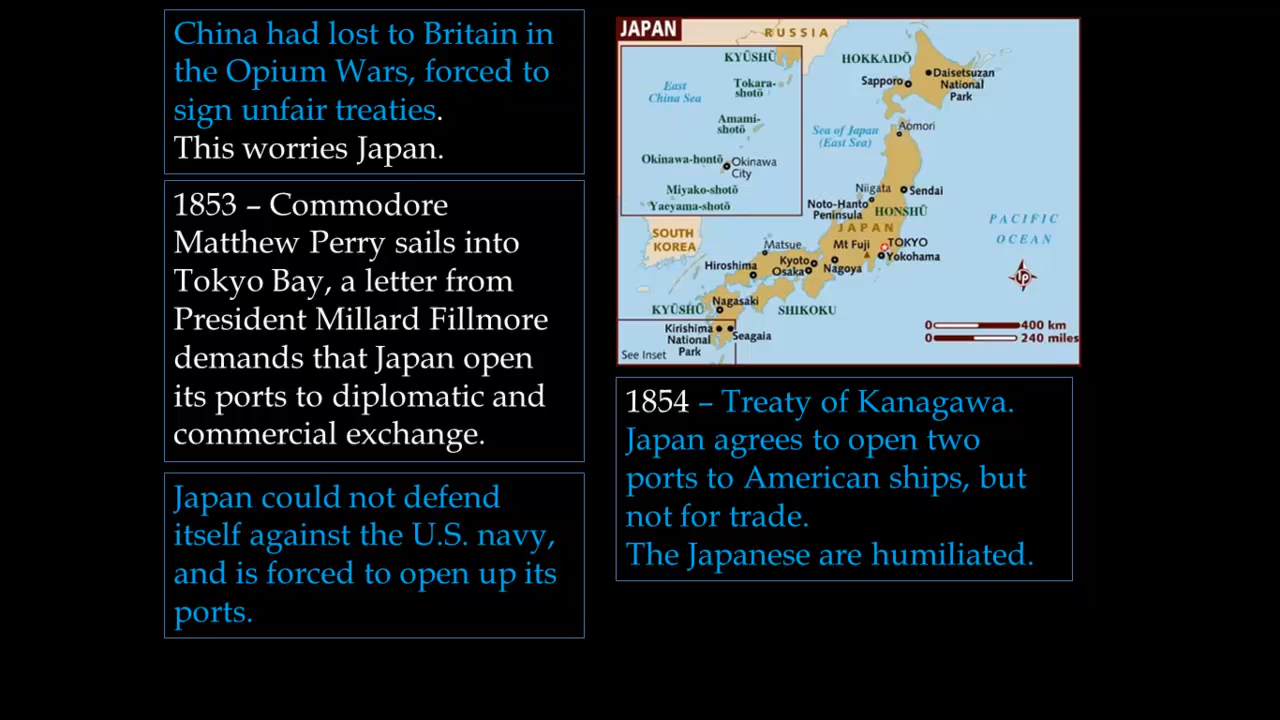 China had lost to Britain in
the Opium Wars, forced to
sign unfair treaties.
This worries Japan.
1853 – Commodore
Matthew Perry sails into
Tokyo Bay, a letter from
President Millard Fillmore
demands that Japan open
its ports to diplomatic and
commercial exchange.
Japan could not defend
itself against the U.S. navy,
and is forced to open up its
ports.
JAPAN
RUSSIA
KYŪSHŪ
East
China Sea
Tokara-
shotō
Amami-
shotō
Okinawa-hontō
Okinawa
City
Miyako-shotō
Yaeyama-shotō
HOKKAIDŌ
Sapporo
Daisetsuzan
National
Park
Sea of Japan
(East Sea)
Aomori
Niigata
Sendai
Noto-Hanto
Peninsula
HONSHŪ
JAPAN
PACIFIC
OCEAN
SOUTH
KOREA
Matsue
Mt Fuji
TOKYO
Yokohama
Hiroshima
Kyoto
Osaka
Nagoya
Nagasaki
KYŪSHŪ
SHIKOKU
Kirishima
National
Park
Seagaia
See Inset
0 400 km
0 240 miles
1854 – Treaty of Kanagawa.
Japan agrees to open two
ports to American ships, but
not for trade.
The Japanese are humiliated.